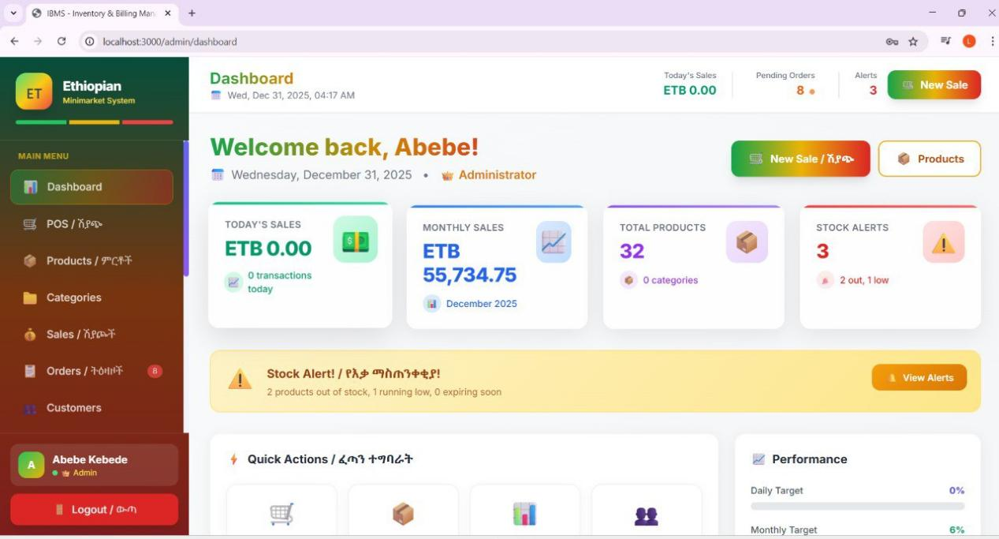 IBMS - Inventory & Billing Man
localhost:3000/admin/dashboard
L
ET
Ethiopian
Minimarket System
MAIN MENU
Dashboard
POS / ሽያጭ
Products / ምርቶች
Categories
Sales / ሽያጮች
Orders / ትዕዛዞች
8
Customers
A
Abebe Kebede
Admin
Logout / ውጣ
Dashboard
Wed, Dec 31, 2025, 04:17 AM
Today's Sales
ETB 0.00
Pending Orders
8
Alerts
3
New Sale
Welcome back, Abebe!
Wednesday, December 31, 2025 • Administrator
New Sale / ሽያጭ
Products
TODAY'S SALES
ETB 0.00
0 transactions
today
MONTHLY SALES
ETB
55,734.75
December 2025
TOTAL PRODUCTS
32
0 categories
STOCK ALERTS
3
2 out, 1 low
Stock Alert! / የእቃ ማስጠንቀቂያ!
2 products out of stock, 1 running low, 0 expiring soon
View Alerts
Quick Actions / ፈጣን ተግባራት
Performance
Daily Target
0%
Monthly Target
6%